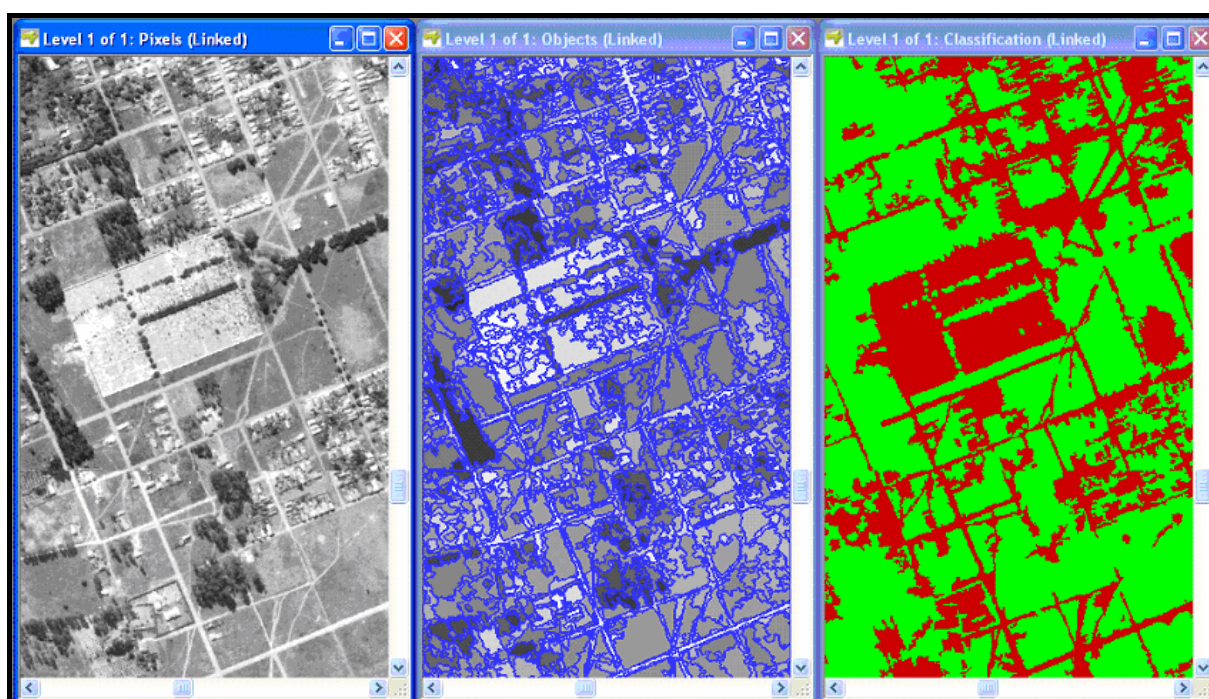 Level 1 of 1: Pixels (Linked)
Level 1 of 1: Objects (Linked)
Level 1 of 1: Classification (Linked)